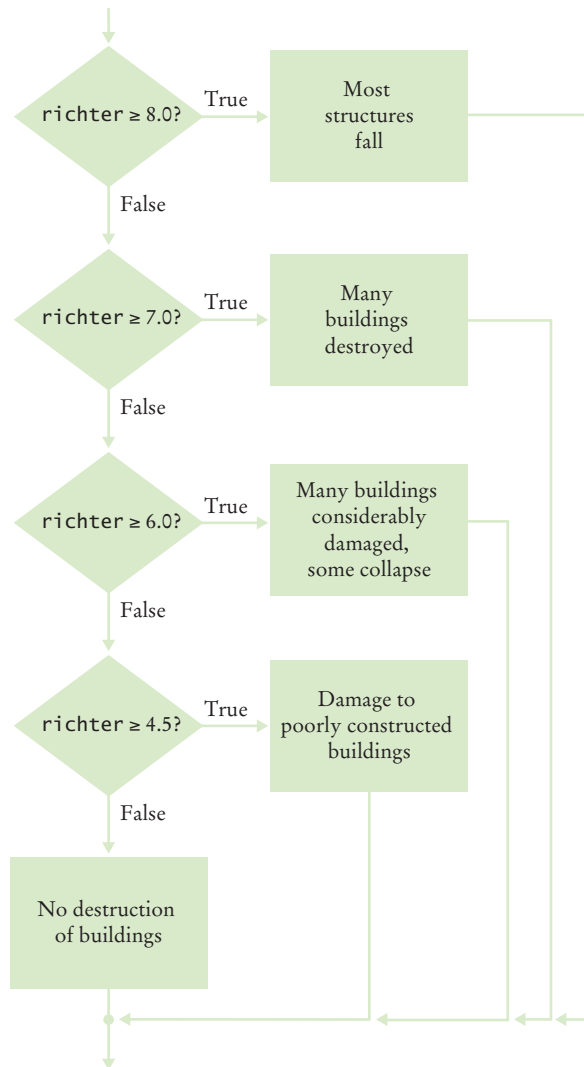 richter ≥ 8.0?
True
Most
structures
fall
False
richter ≥ 7.0?
True
Many
buildings
destroyed
False
richter ≥ 6.0?
True
Many buildings
considerably
damaged,
some collapse
False
richter ≥ 4.5?
True
Damage to
poorly constructed
buildings
False
No destruction
of buildings